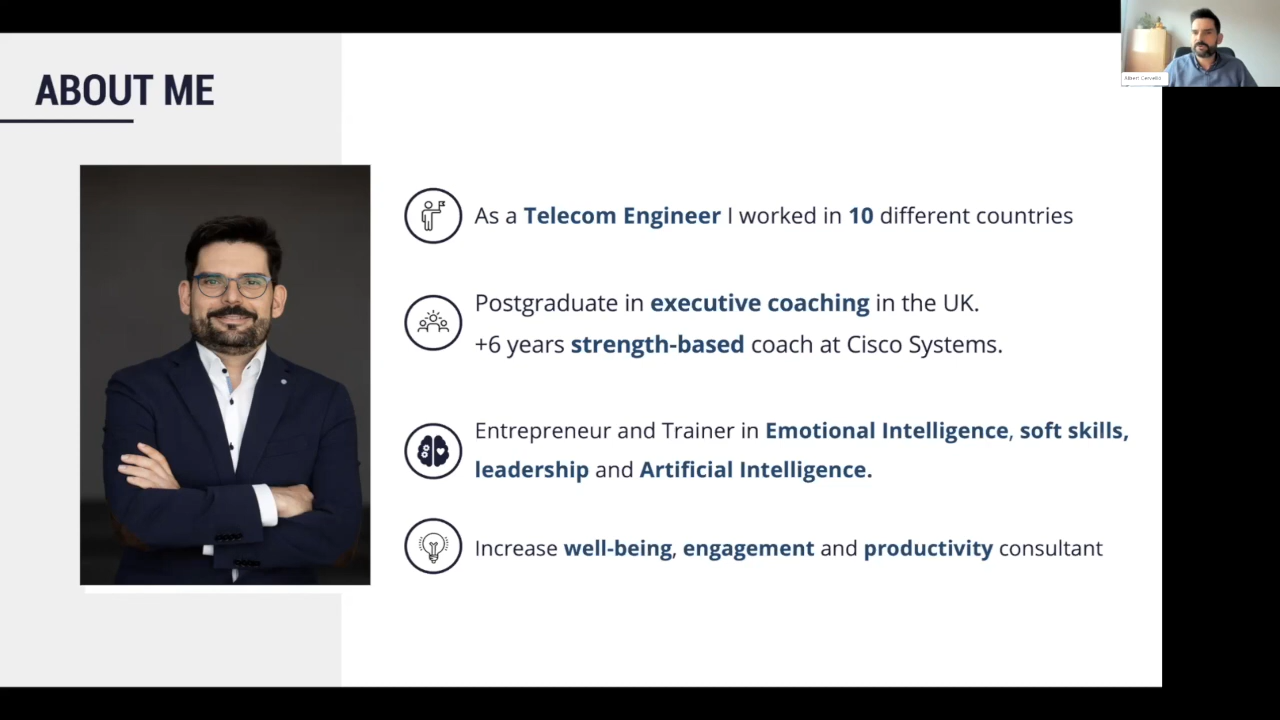 ABOUT ME
As a Telecom Engineer I worked in 10 different countries
Postgraduate in executive coaching in the UK.
+6 years strength-based coach at Cisco Systems.
Entrepreneur and Trainer in Emotional Intelligence, soft skills,
leadership and Artificial Intelligence.
Increase well-being, engagement and productivity consultant